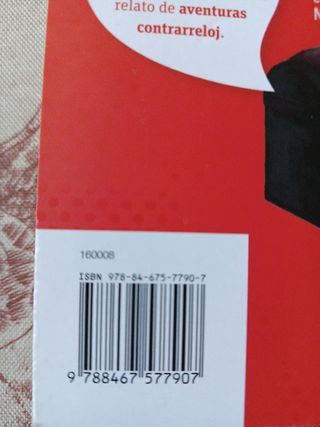 relato de aventuras
contrarreloj.
N
160008
ISBN 978-84-675-7790-7
9 788467 577907